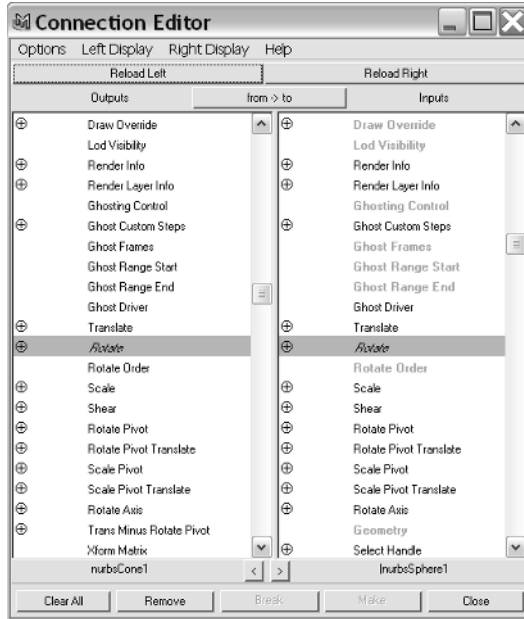 Connection Editor
Options Left Display Right Display Help
Reload Left Reload Right
Outputs from -> to Inputs
Draw Override Draw Override
Lod Visibility Lod Visibility
Render Info Render Info
Render Layer Info Render Layer Info
Ghosting Control Ghosting Control
Ghost Custom Steps Ghost Custom Steps
Ghost Frames Ghost Frames
Ghost Range Start Ghost Range Start
Ghost Range End Ghost Range End
Ghost Driver Ghost Driver
Translate Translate
Rotate Rotate
Rotate Order Rotate Order
Scale Scale
Shear Shear
Rotate Pivot Rotate Pivot
Rotate Pivot Translate Rotate Pivot Translate
Scale Pivot Scale Pivot
Scale Pivot Translate Scale Pivot Translate
Rotate Axis Rotate Axis
Trans Minus Rotate Pivot Geometry
Xform Matrix Select Handle
nurbsCone1 < > |nurbsSphere1
Clear All Remove Break Make Close